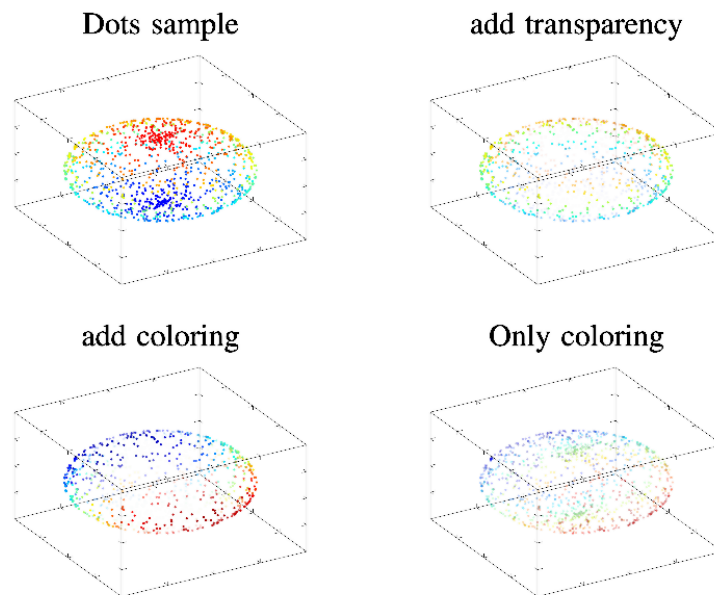 Dots sample
add transparency
add coloring
Only coloring